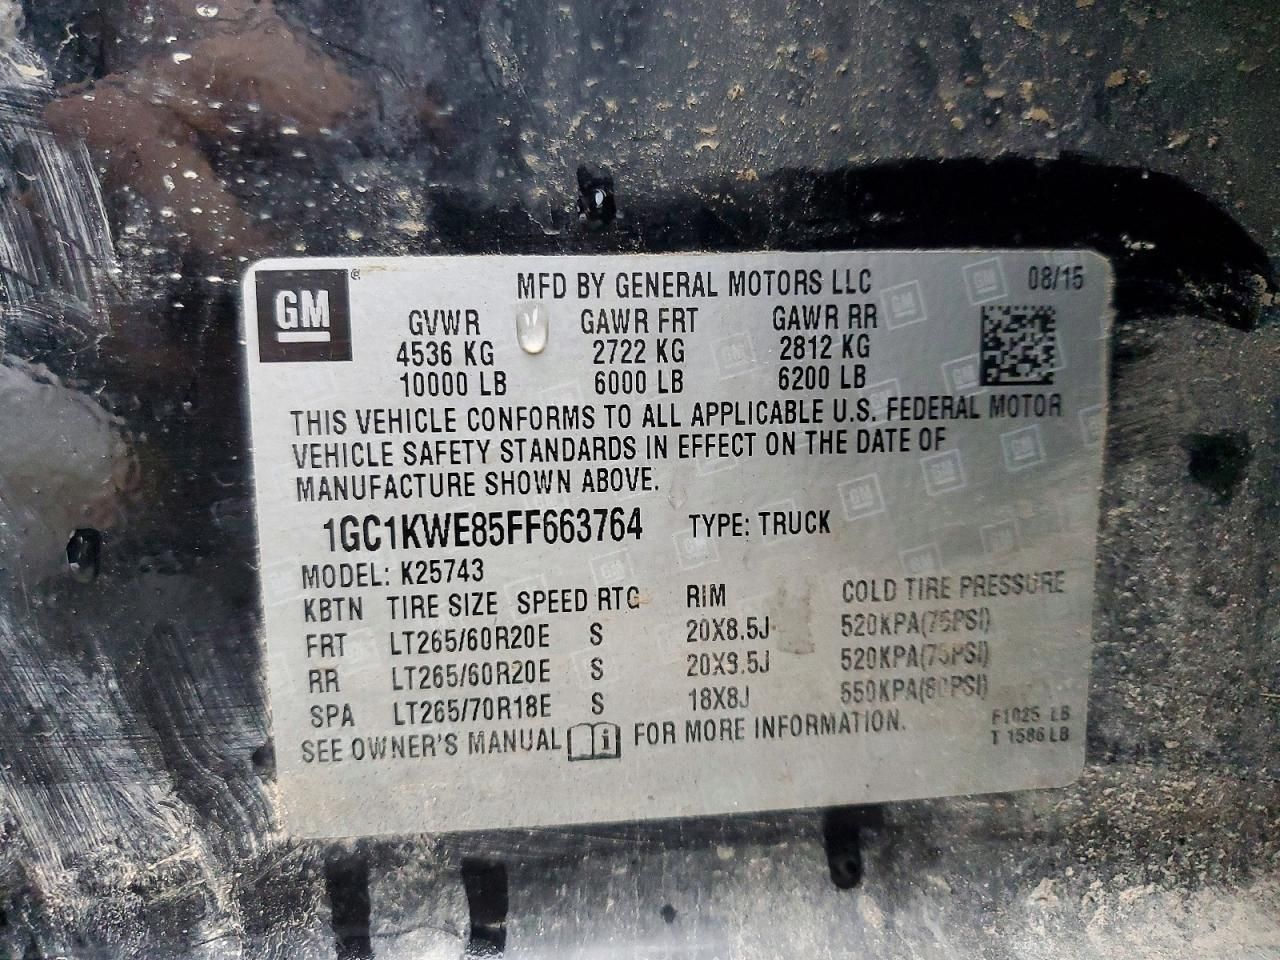 GM
MFD BY GENERAL MOTORS LLC 08/15
GVWR GAWR FRT GAWR RR
4536 KG 2722 KG 2812 KG
10000 LB 6000 LB 6200 LB
THIS VEHICLE CONFORMS TO ALL APPLICABLE U.S. FEDERAL MOTOR
VEHICLE SAFETY STANDARDS IN EFFECT ON THE DATE OF
MANUFACTURE SHOWN ABOVE.
1GC1KWE85FF663764 TYPE: TRUCK
MODEL: K25743
KBTN TIRE SIZE SPEED RTG RIM COLD TIRE PRESSURE
FRT LT265/60R20E S 20X8.5J 520KPA(75PSI)
RR LT265/60R20E S 20X8.5J 520KPA(75PSI)
SPA LT265/70R18E S 18X8J 550KPA(80PSI)
SEE OWNER'S MANUAL FOR MORE INFORMATION.
F1025 LB
T 1586 LB